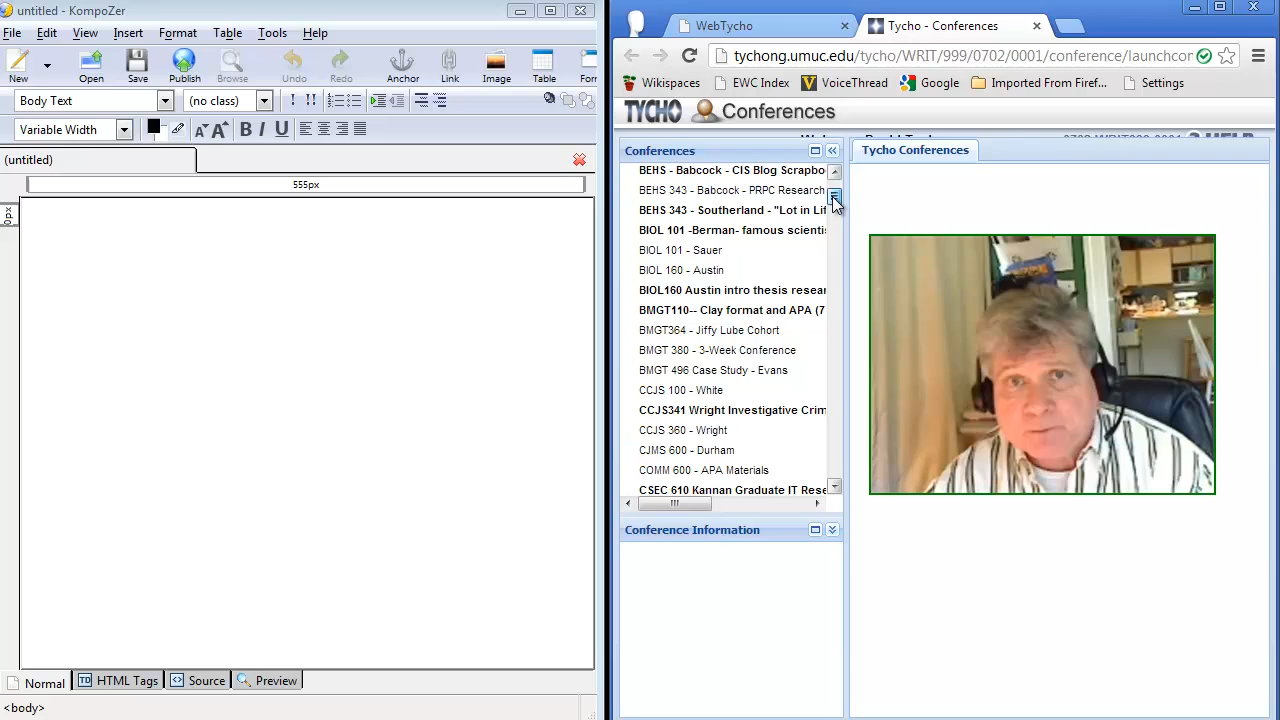 untitled - KompoZer
File Edit View Insert Format Table Tools Help
New Open Save Publish Browse Undo Redo Anchor Link Image Table Form
Body Text (no class)
Variable Width B I U
(untitled)
555px
0px
Normal HTML Tags Source Preview
<body>
WebTycho Tycho - Conferences
tychong.umuc.edu/tycho/WRIT/999/0702/0001/conference/launchcor
Wikispaces EWC Index VoiceThread Google Imported From Firef... Settings
TYCHO Conferences
Conferences
BEHS - Babcock - CIS Blog Scrapbo
BEHS 343 - Babcock - PRPC Research
BEHS 343 - Southerland - "Lot in Lif
BIOL 101 -Berman- famous scientis
BIOL 101 - Sauer
BIOL 160 - Austin
BIOL160 Austin intro thesis resear
BMGT110-- Clay format and APA (7
BMGT364 - Jiffy Lube Cohort
BMGT 380 - 3-Week Conference
BMGT 496 Case Study - Evans
CCJS 100 - White
CCJS341 Wright Investigative Crim
CCJS 360 - Wright
CJMS 600 - Durham
COMM 600 - APA Materials
CSEC 610 Kannan Graduate IT Rese
Conference Information
Tycho Conferences